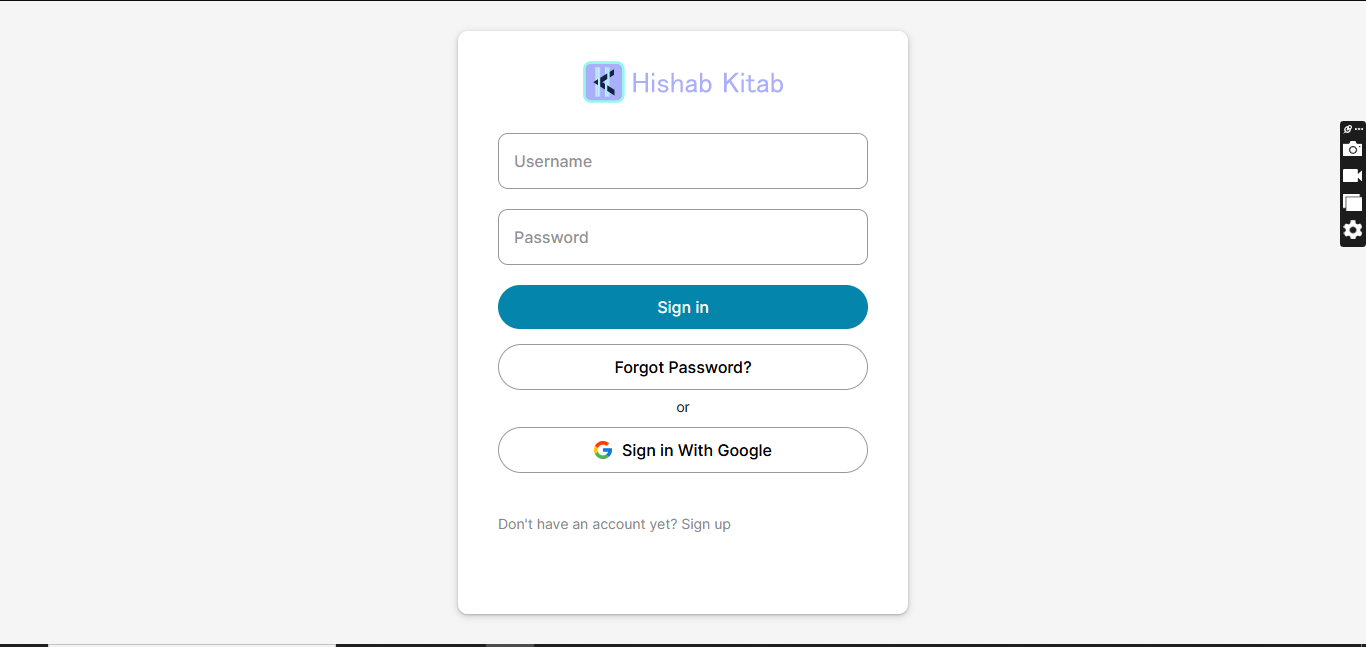 Hishab Kitab
Username
Password
Sign in
Forgot Password?
or
Sign in With Google
Don't have an account yet? Sign up